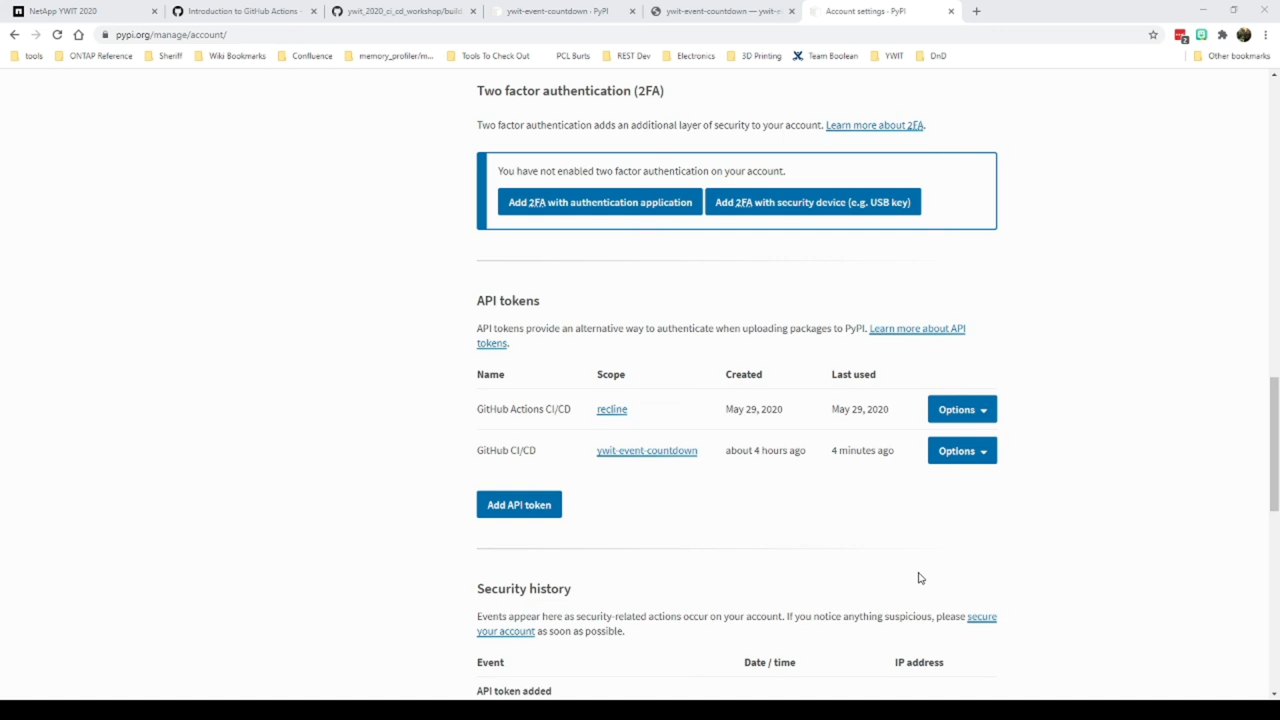 NetApp YWIT 2020
Introduction to GitHub Actions -
ywit_2020_ci_cd_workshop/build
ywit-event-countdown · PyPI
ywit-event-countdown — ywit-e
Account settings · PyPI
pypi.org/manage/account/
2
tools
ONTAP Reference
Sheriff
Wiki Bookmarks
Confluence
memory_profiler/m...
Tools To Check Out
PCL Burts
REST Dev
Electronics
3D Printing
Team Boolean
YWIT
DnD
Other bookmarks
Two factor authentication (2FA)
Two factor authentication adds an additional layer of security to your account. Learn more about 2FA.
You have not enabled two factor authentication on your account.
Add 2FA with authentication application
Add 2FA with security device (e.g. USB key)
API tokens
API tokens provide an alternative way to authenticate when uploading packages to PyPI. Learn more about API
tokens.
Name Scope Created Last used
GitHub Actions CI/CD recline May 29, 2020 May 29, 2020 Options
GitHub CI/CD ywit-event-countdown about 4 hours ago 4 minutes ago Options
Add API token
Security history
Events appear here as security-related actions occur on your account. If you notice anything suspicious, please secure
your account as soon as possible.
Event Date / time IP address
API token added